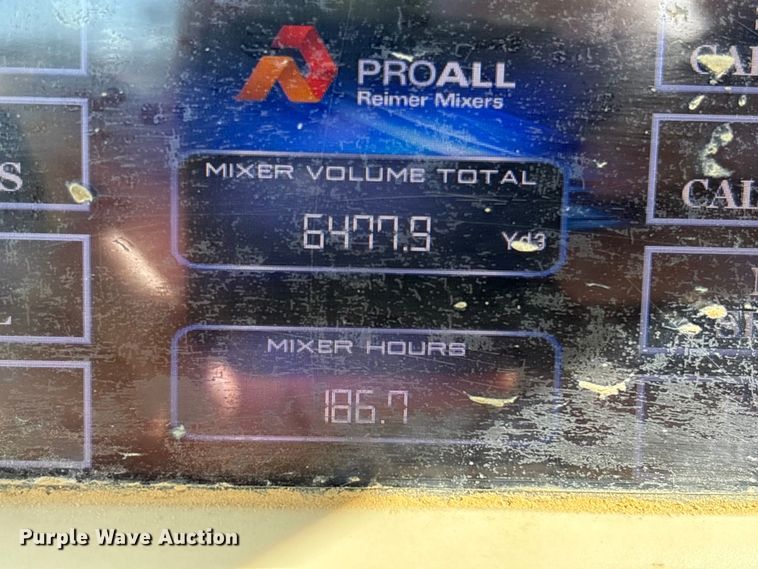 PROALL
Reimer Mixers
MIXER VOLUME TOTAL
6477.9 Yd3
MIXER HOURS
186.7
Purple Wave Auction